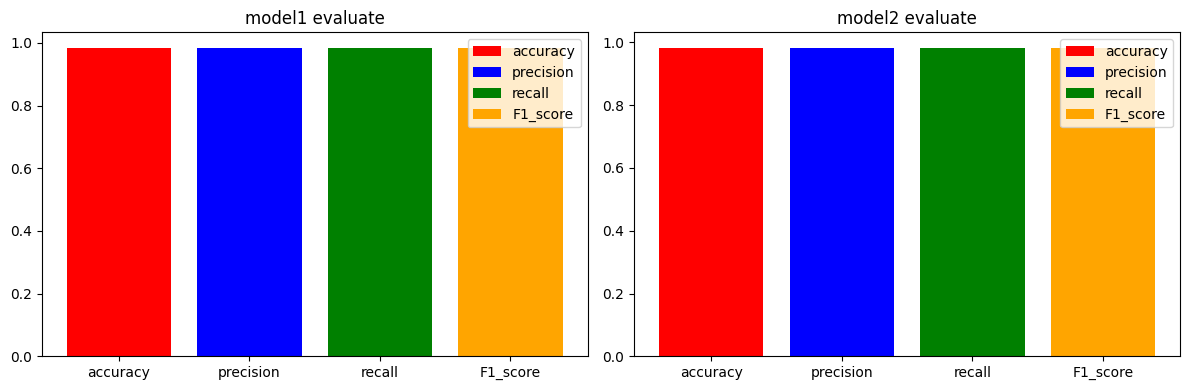 model1 evaluate
1.0
0.8
0.6
0.4
0.2
0.0
accuracy
precision
recall
F1_score
accuracy precision recall F1_score
model2 evaluate
1.0
0.8
0.6
0.4
0.2
0.0
accuracy
precision
recall
F1_score
accuracy precision recall F1_score